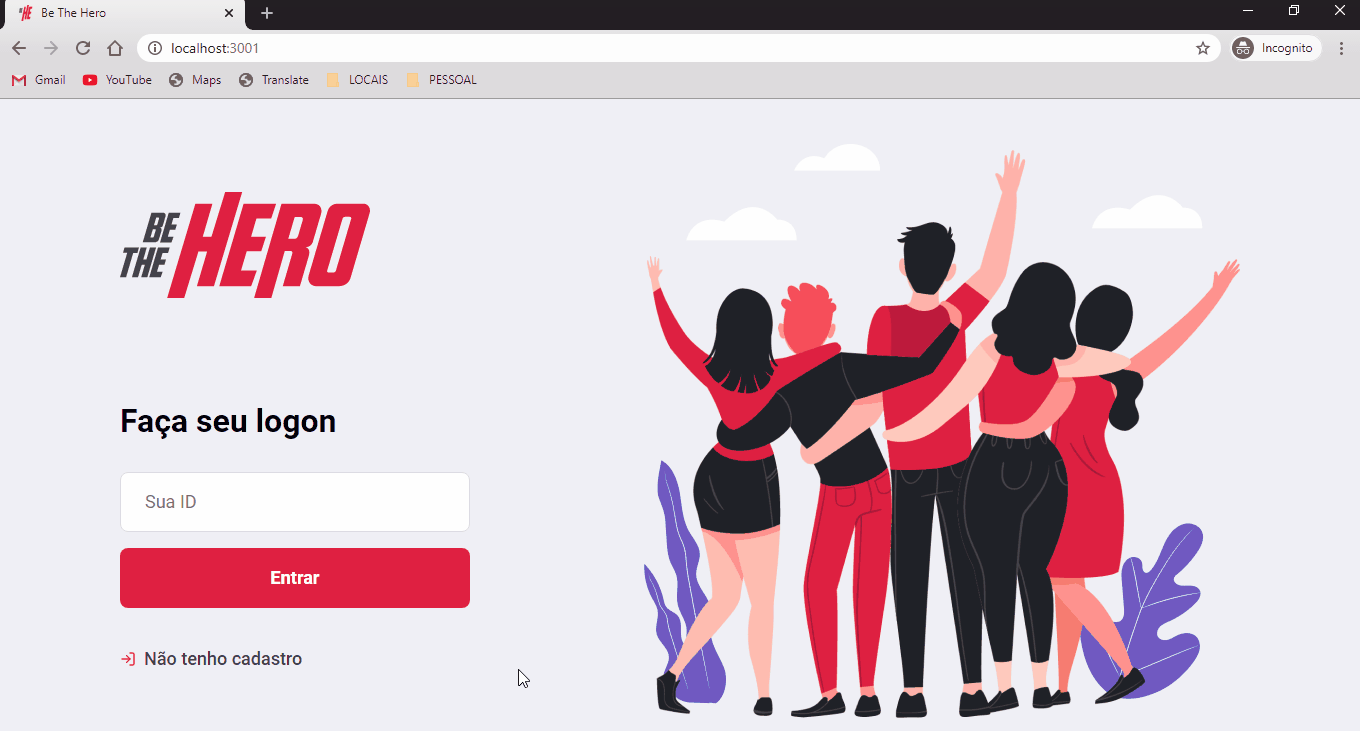 Be The Hero
localhost:3001
Incognito
Gmail
YouTube
Maps
Translate
LOCAIS
PESSOAL
BE
THE
HERO
Faça seu logon
Sua ID
Entrar
Não tenho cadastro